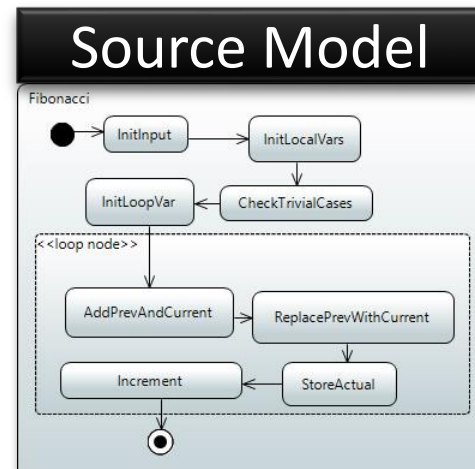 Source Model
Fibonacci
InitInput
InitLocalVars
InitLoopVar
CheckTrivialCases
<<loop node>>
AddPrevAndCurrent
ReplacePrevWithCurrent
Increment
StoreActual